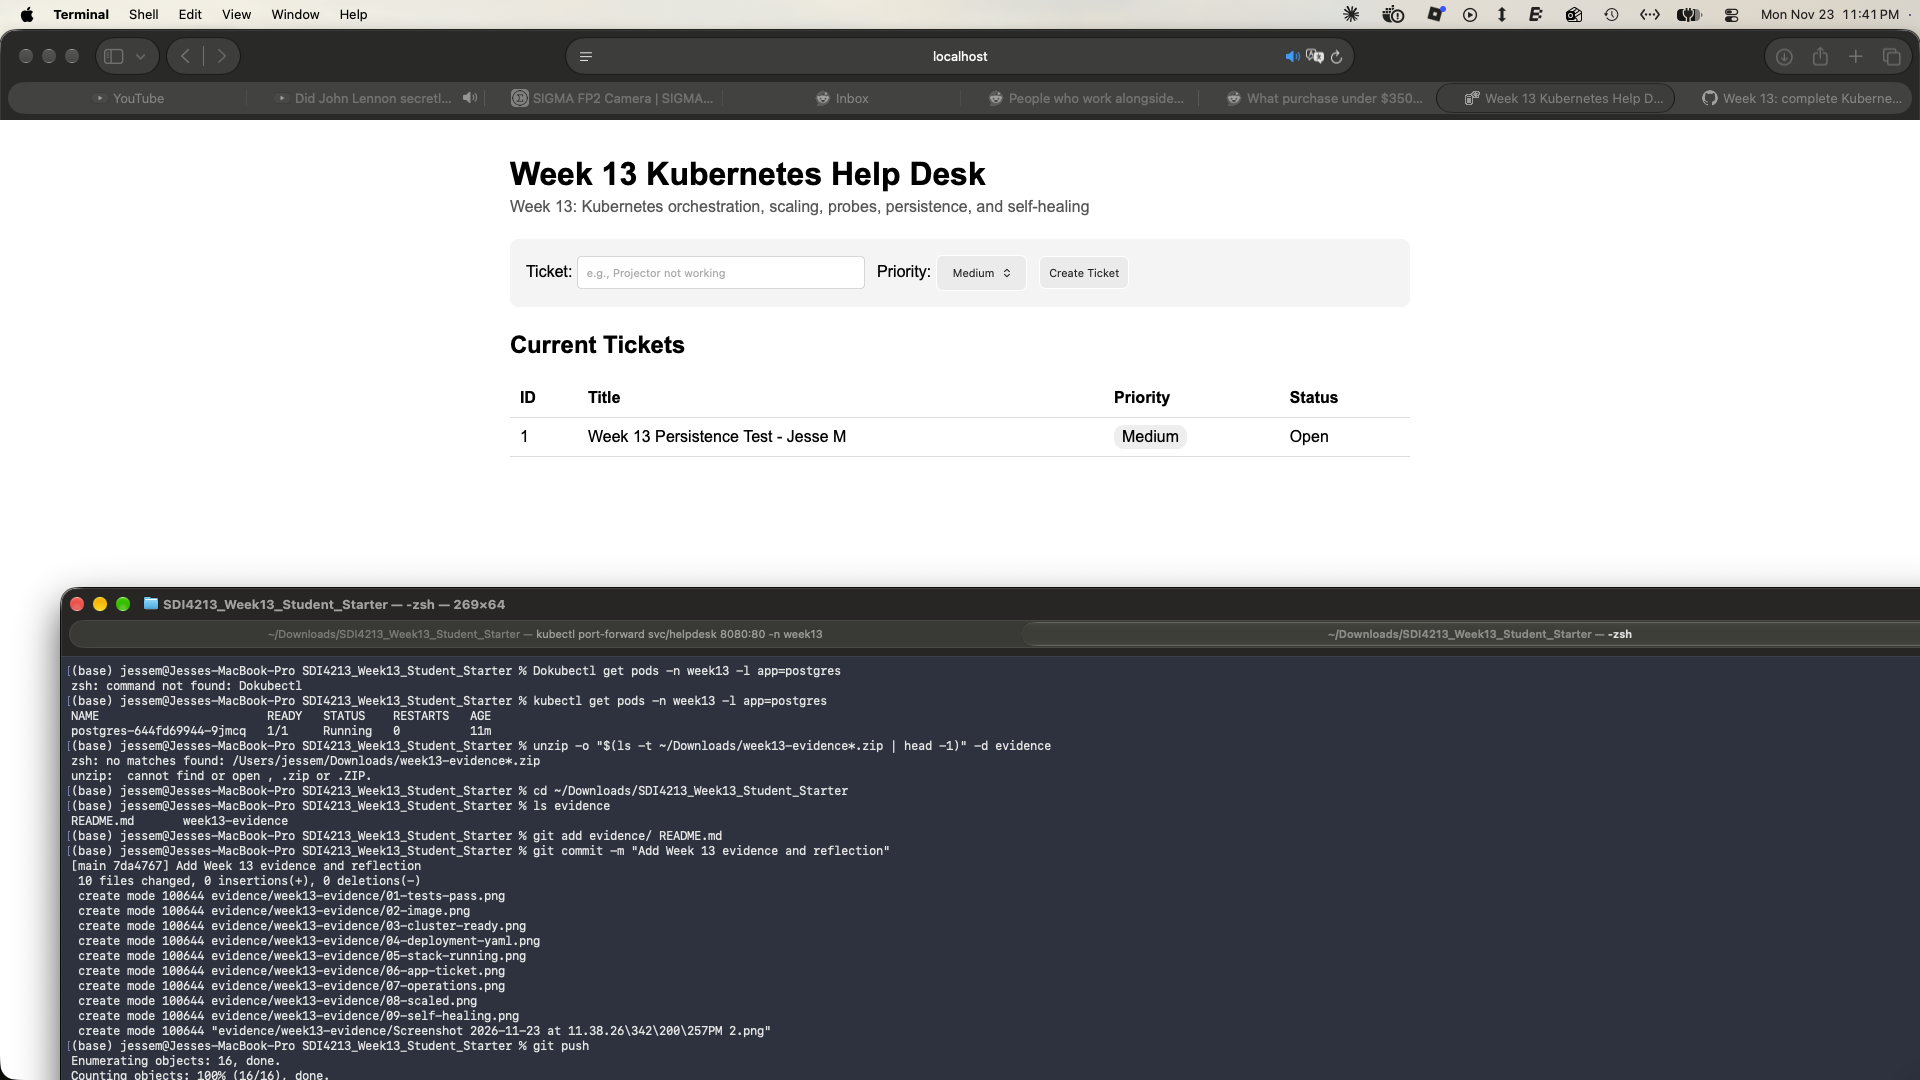 Terminal Shell Edit View Window Help Mon Nov 23 11:41 PM
localhost
YouTube Did John Lennon secretl... SIGMA FP2 Camera | SIGMA... Inbox People who work alongside... What purchase under $350... Week 13 Kubernetes Help D... Week 13: complete Kuberne...
Week 13 Kubernetes Help Desk
Week 13: Kubernetes orchestration, scaling, probes, persistence, and self-healing
Ticket: e.g., Projector not working Priority: Medium Create Ticket
Current Tickets
ID Title Priority Status
1 Week 13 Persistence Test - Jesse M Medium Open
SDI4213_Week13_Student_Starter — -zsh — 269×64
~/Downloads/SDI4213_Week13_Student_Starter — kubectl port-forward svc/helpdesk 8080:80 -n week13 ~/Downloads/SDI4213_Week13_Student_Starter — -zsh
[(base) jessem@Jesses-MacBook-Pro SDI4213_Week13_Student_Starter % Dokubectl get pods -n week13 -l app=postgres
zsh: command not found: Dokubectl
[(base) jessem@Jesses-MacBook-Pro SDI4213_Week13_Student_Starter % kubectl get pods -n week13 -l app=postgres
NAME READY STATUS RESTARTS AGE
postgres-644fd69944-9jmcq 1/1 Running 0 11m
[(base) jessem@Jesses-MacBook-Pro SDI4213_Week13_Student_Starter % unzip -o "$(ls -t ~/Downloads/week13-evidence*.zip | head -1)" -d evidence
zsh: no matches found: /Users/jessem/Downloads/week13-evidence*.zip
unzip:  cannot find or open , .zip or .ZIP.
[(base) jessem@Jesses-MacBook-Pro SDI4213_Week13_Student_Starter % cd ~/Downloads/SDI4213_Week13_Student_Starter
[(base) jessem@Jesses-MacBook-Pro SDI4213_Week13_Student_Starter % ls evidence
README.md week13-evidence
[(base) jessem@Jesses-MacBook-Pro SDI4213_Week13_Student_Starter % git add evidence/ README.md
[(base) jessem@Jesses-MacBook-Pro SDI4213_Week13_Student_Starter % git commit -m "Add Week 13 evidence and reflection"
[main 7da4767] Add Week 13 evidence and reflection
10 files changed, 0 insertions(+), 0 deletions(-)
create mode 100644 evidence/week13-evidence/01-tests-pass.png
create mode 100644 evidence/week13-evidence/02-image.png
create mode 100644 evidence/week13-evidence/03-cluster-ready.png
create mode 100644 evidence/week13-evidence/04-deployment-yaml.png
create mode 100644 evidence/week13-evidence/05-stack-running.png
create mode 100644 evidence/week13-evidence/06-app-ticket.png
create mode 100644 evidence/week13-evidence/07-operations.png
create mode 100644 evidence/week13-evidence/08-scaled.png
create mode 100644 evidence/week13-evidence/09-self-healing.png
create mode 100644 "evidence/week13-evidence/Screenshot 2026-11-23 at 11.38.26\342\200\257PM 2.png"
[(base) jessem@Jesses-MacBook-Pro SDI4213_Week13_Student_Starter % git push
Enumerating objects: 16, done.
Counting objects: 100% (16/16), done.